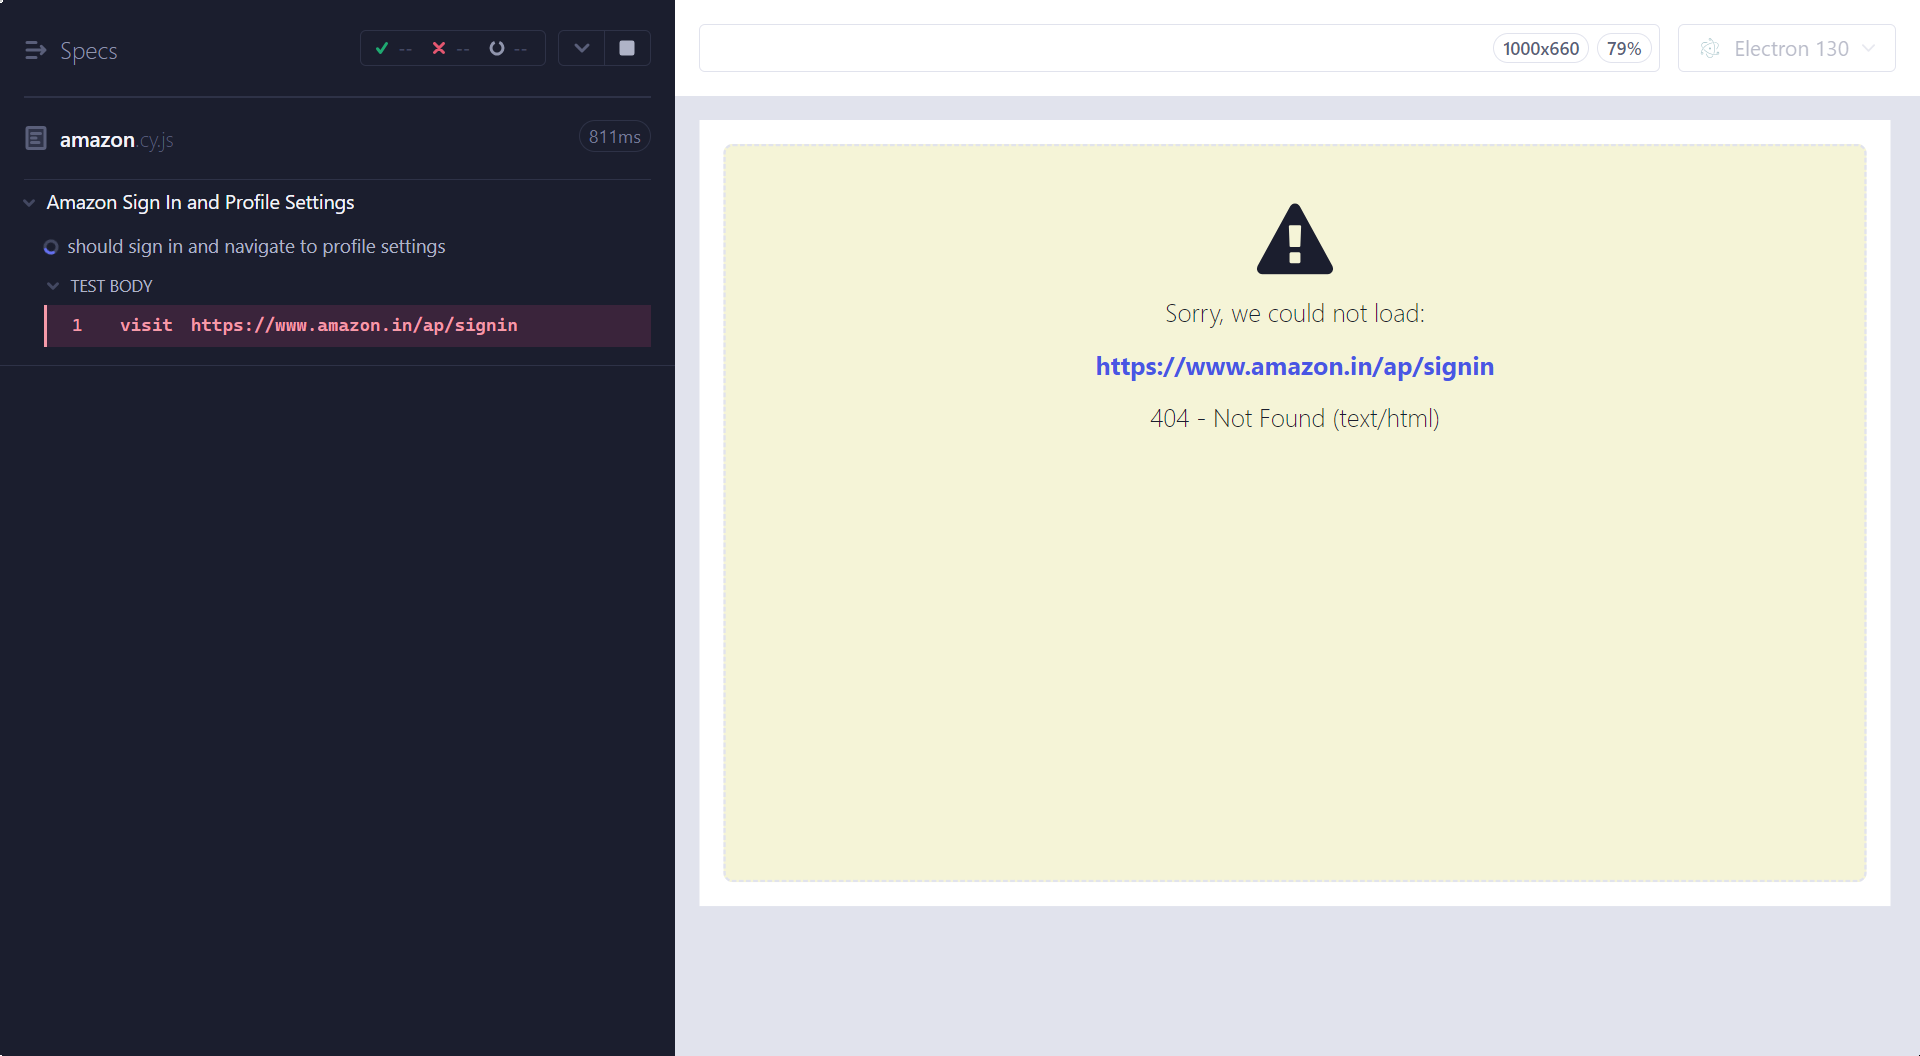 Specs
-- -- --
amazon.cy.js
811ms
Amazon Sign In and Profile Settings
should sign in and navigate to profile settings
TEST BODY
1 visit https://www.amazon.in/ap/signin
1000x660 79%
Electron 130
Sorry, we could not load:
https://www.amazon.in/ap/signin
404 - Not Found (text/html)